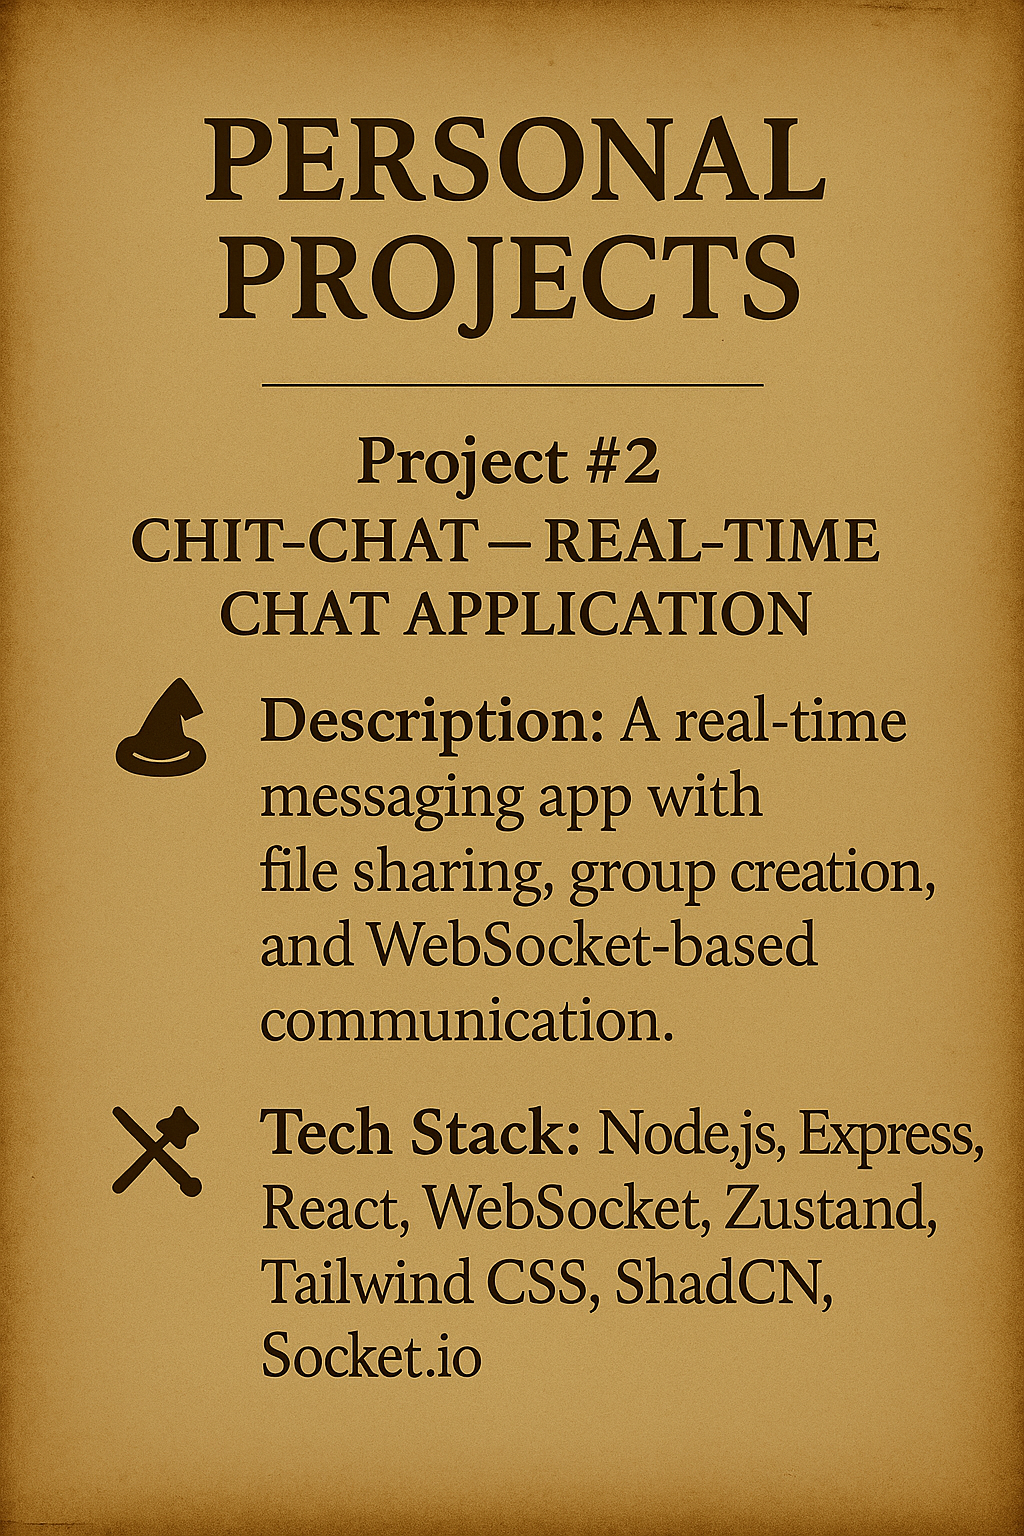 PERSONAL
PROJECTS
Project #2
CHIT-CHAT — REAL-TIME
CHAT APPLICATION
Description: A real-time
messaging app with
file sharing, group creation,
and WebSocket-based
communication.
Tech Stack: Node,js, Express,
React, WebSocket, Zustand,
Tailwind CSS, ShadCN,
Socket.io